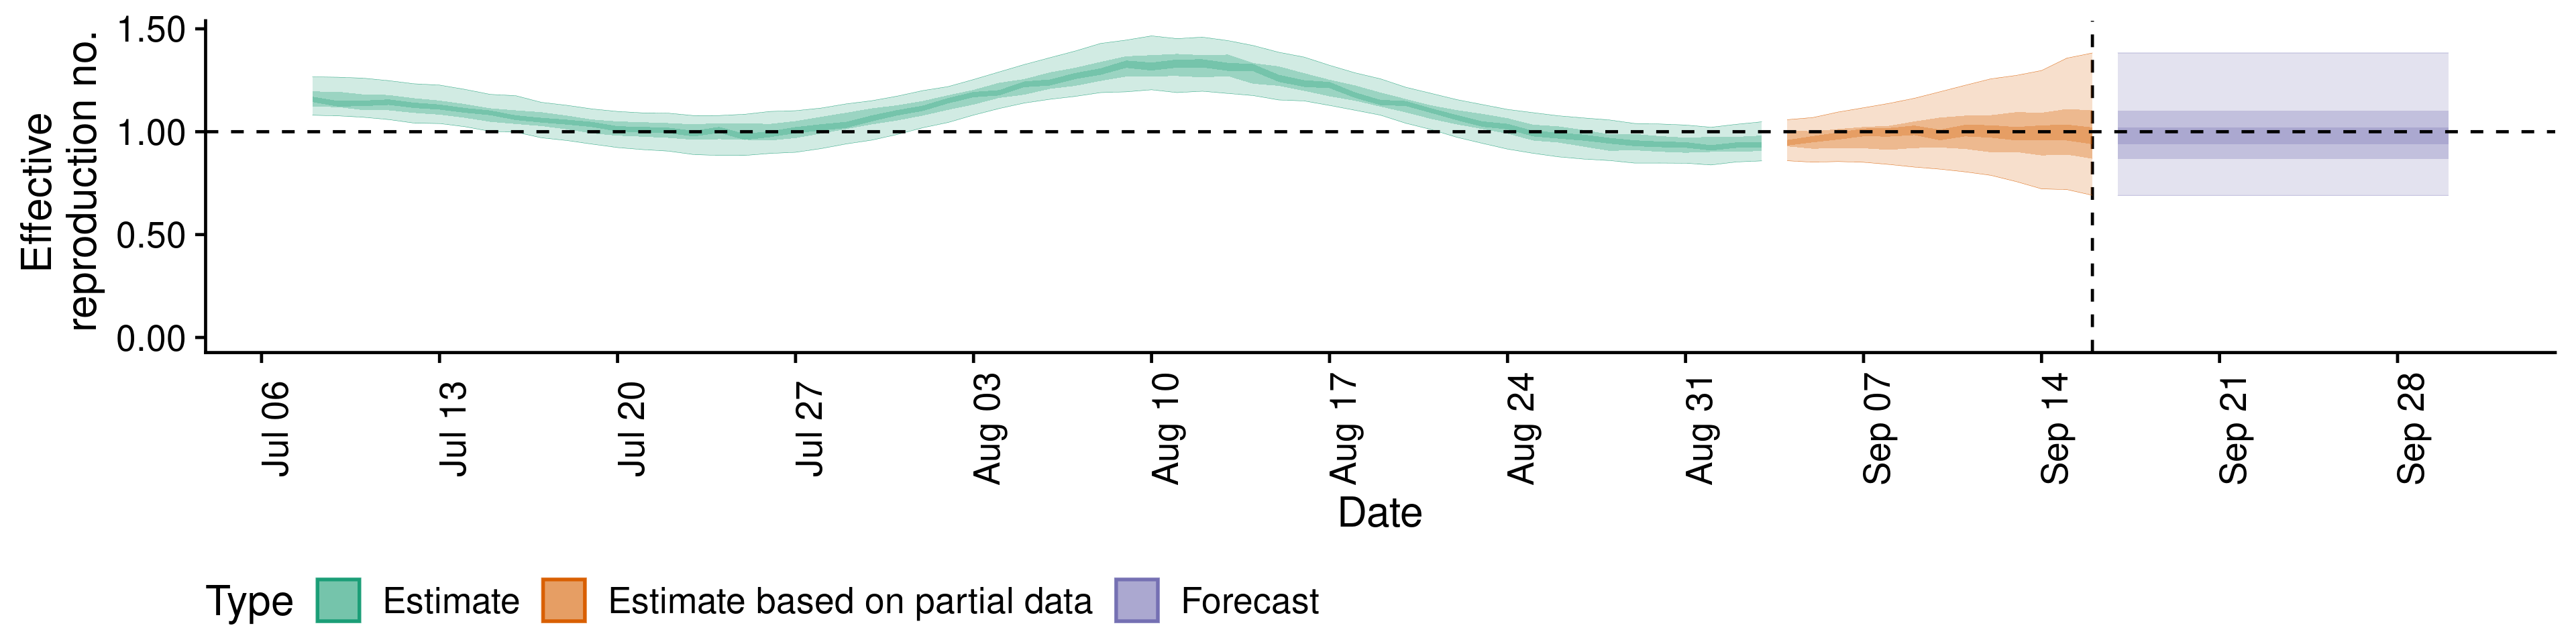 Effective
reproduction no.
1.50
1.00
0.50
0.00
Jul 06
Jul 13
Jul 20
Jul 27
Aug 03
Aug 10
Aug 17
Aug 24
Aug 31
Sep 07
Sep 14
Sep 21
Sep 28
Date
Type Estimate Estimate based on partial data Forecast